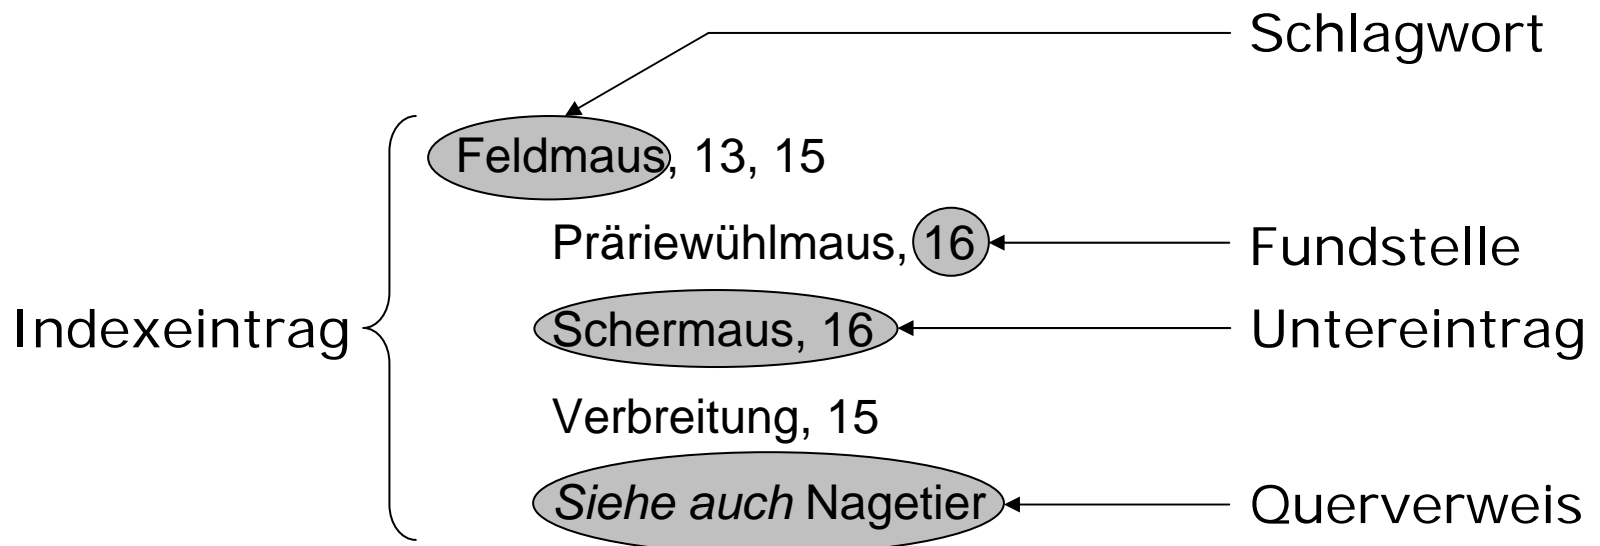 Schlagwort
Feldmaus, 13, 15
Präriewühlmaus, 16
Fundstelle
Indexeintrag
Schermaus, 16
Untereintrag
Verbreitung, 15
Siehe auch Nagetier
Querverweis